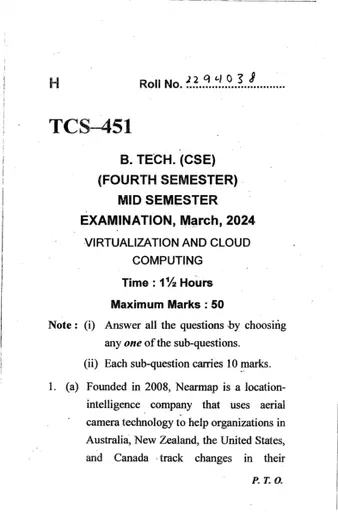 H Roll No. 2294038
TCS–451
B. TECH. (CSE)
(FOURTH SEMESTER)
MID SEMESTER
EXAMINATION, March, 2024
VIRTUALIZATION AND CLOUD
COMPUTING
Time : 1½ Hours
Maximum Marks : 50
Note : (i) Answer all the questions by choosing
any one of the sub-questions.
(ii) Each sub-question carries 10 marks.
1. (a) Founded in 2008, Nearmap is a location-
intelligence company that uses aerial
camera technology to help organizations in
Australia, New Zealand, the United States,
and Canada track changes in their
P. T. O.